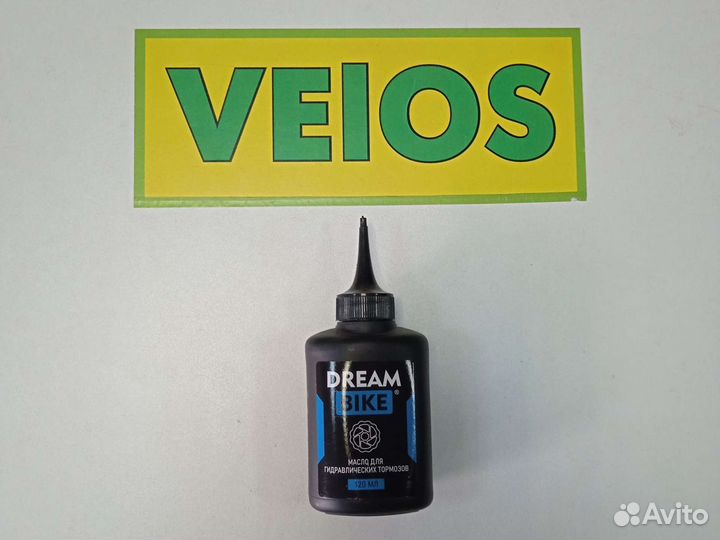 VEIOS
DREAM
BIKE®
МАСЛО ДЛЯ
ГИДРАВЛИЧЕСКИХ ТОРМОЗОВ
120 МЛ
Avito